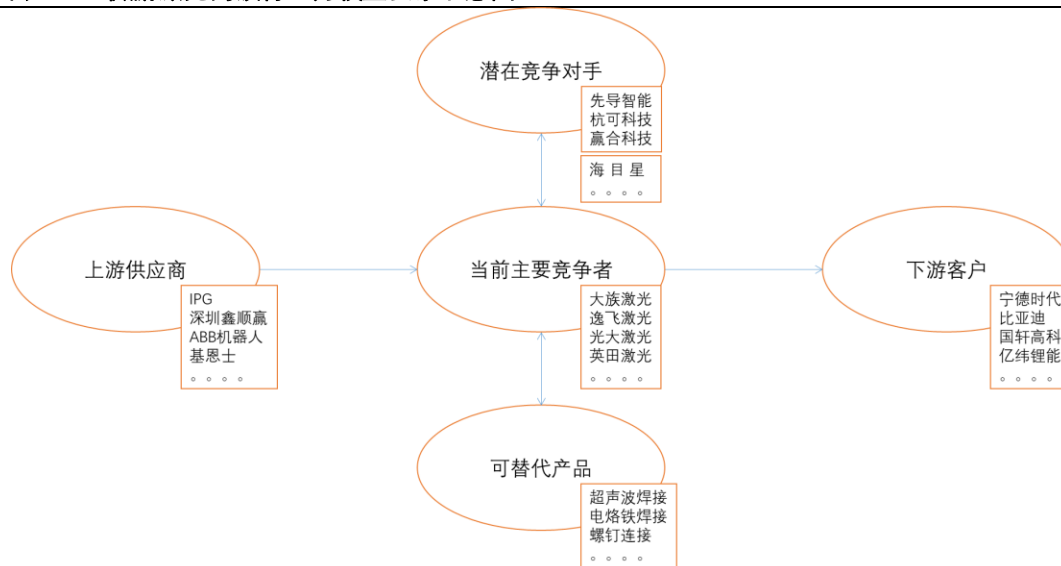 潜在竞争对手
先导智能
杭可科技
赢合科技
海目星
。。。。
上游供应商
IPG
深圳鑫顺赢
ABB机器人
基恩士
。。。。
当前主要竞争者
大族激光
逸飞激光
光大激光
英田激光
。。。。
下游客户
宁德时代
比亚迪
国轩高科
亿纬锂能
。。。。
可替代产品
超声波焊接
电烙铁焊接
螺钉连接
。。。。